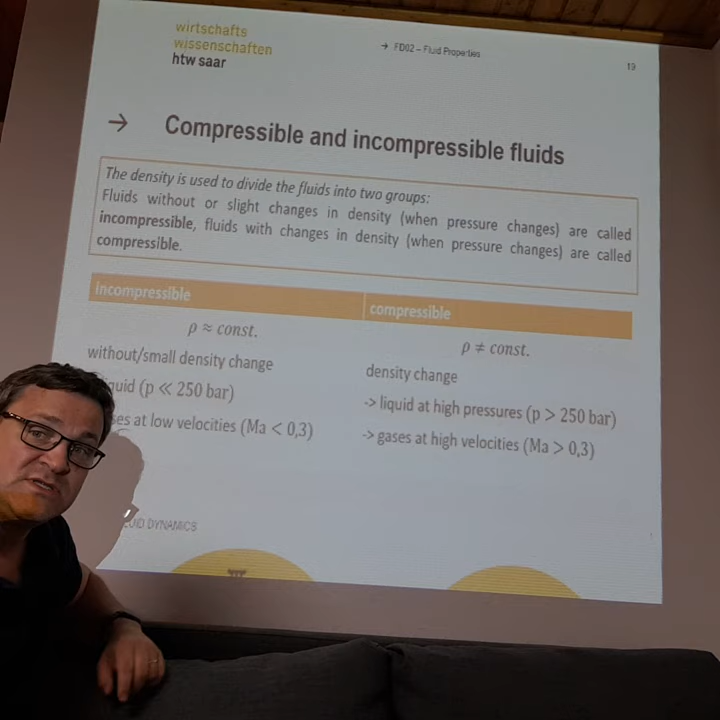 wirtschafts
wissenschaften
htw saar
→ FD02 – Fluid Properties
19
→ Compressible and incompressible fluids
The density is used to divide the fluids into two groups:
Fluids without or slight changes in density (when pressure changes) are called
incompressible, fluids with changes in density (when pressure changes) are called
compressible.
incompressible
ρ ≈ const.
without/small density change
quid (p ≪ 250 bar)
es at low velocities (Ma < 0,3)
compressible
ρ ≠ const.
density change
-> liquid at high pressures (p > 250 bar)
-> gases at high velocities (Ma > 0,3)
UID DYNAMICS